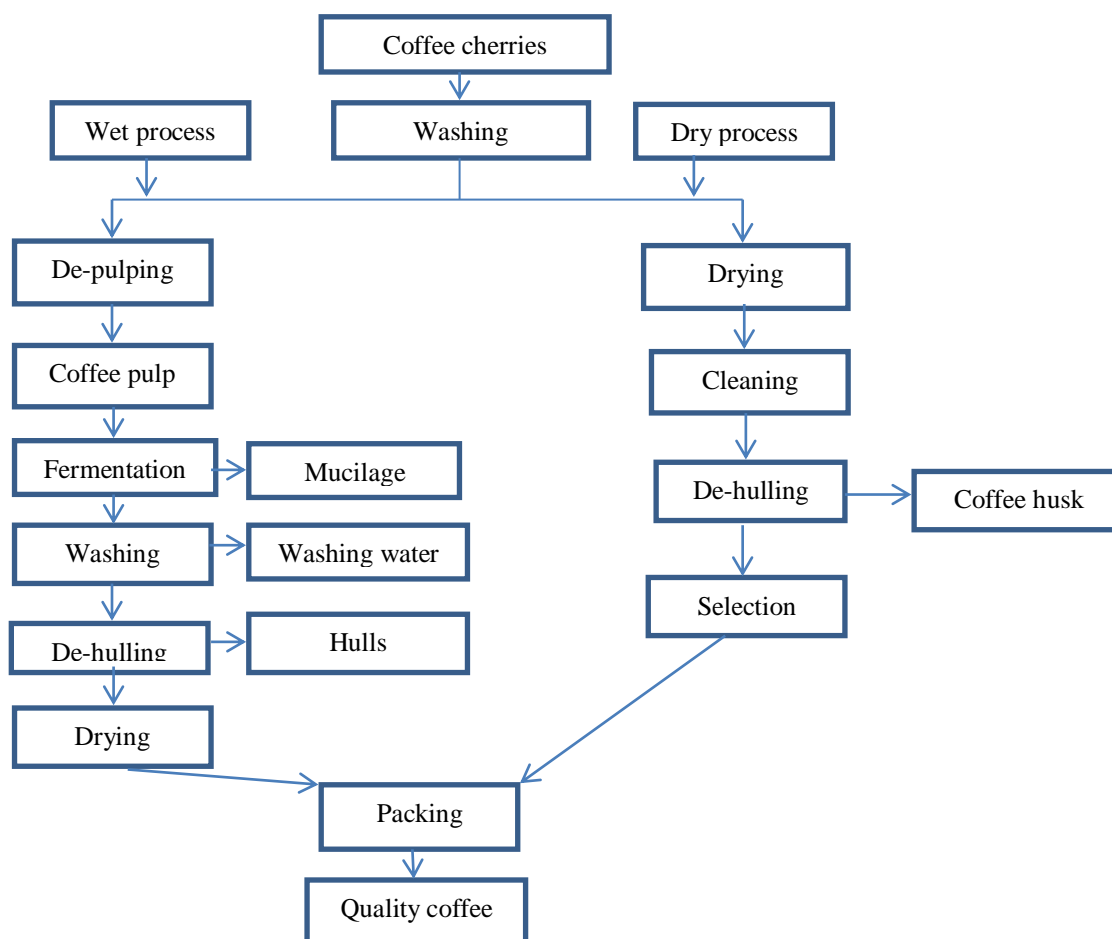 Coffee cherries
Wet process
Washing
Dry process
De-pulping
Drying
Coffee pulp
Cleaning
Fermentation
Mucilage
De-hulling
Coffee husk
Washing
Washing water
Selection
De-hulling
Hulls
Drying
Packing
Quality coffee